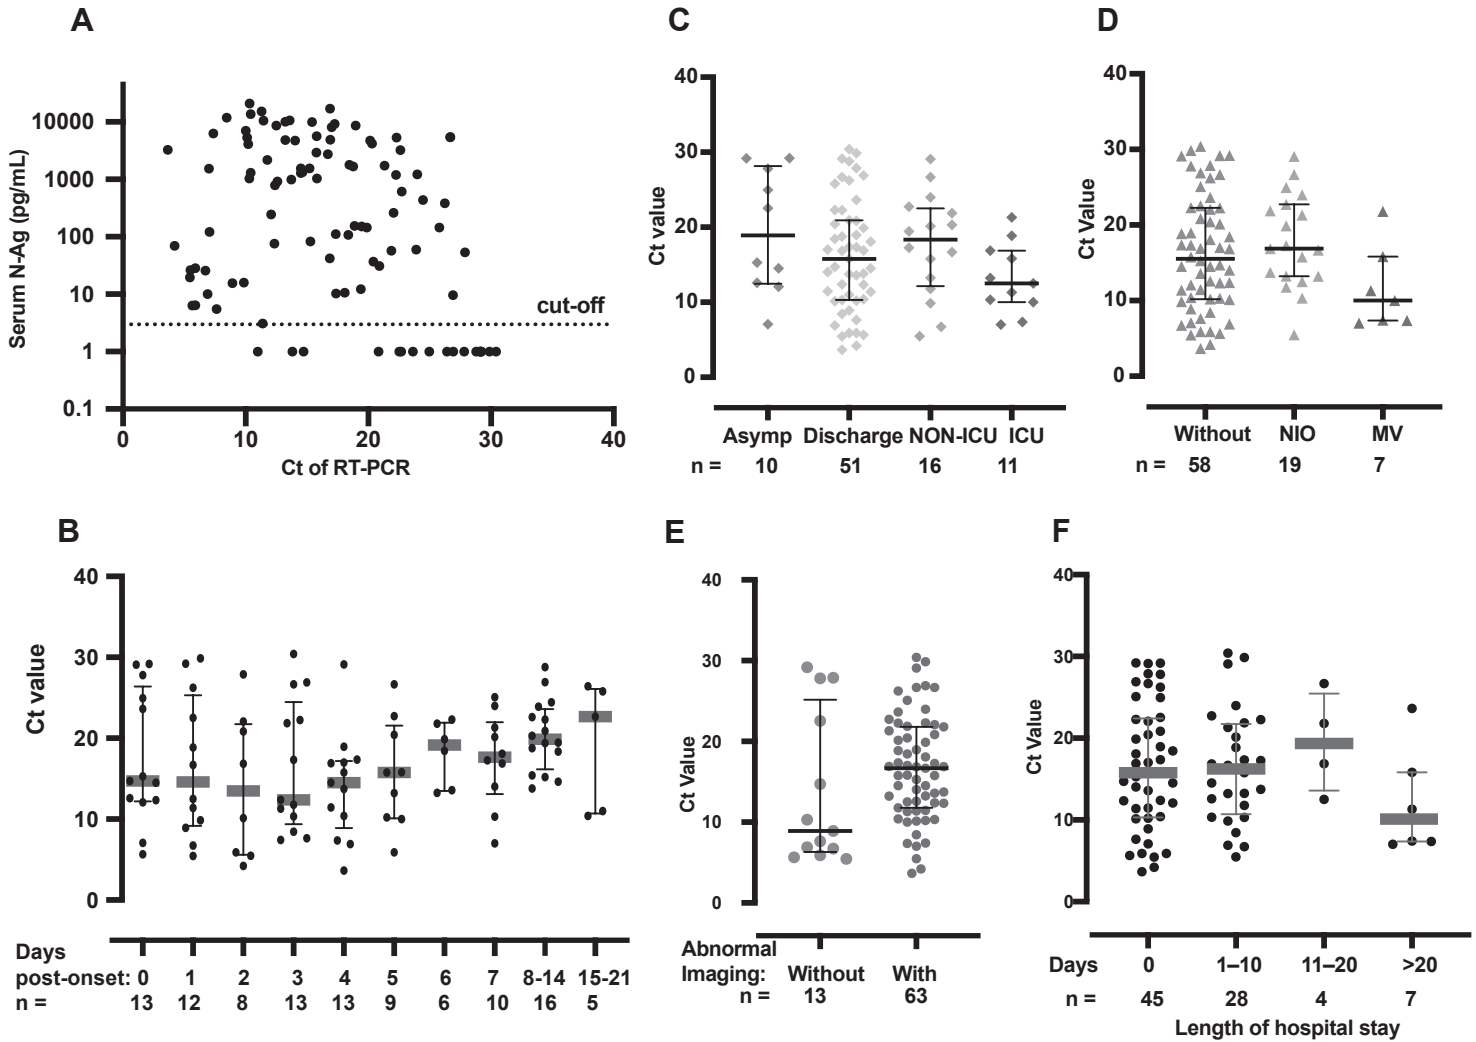 A
Serum N-Ag (pg/mL)
10000
1000
100
10
1
0.1
cut-off
0 10 20 30 40
Ct of RT-PCR
C
Ct value
40
30
20
10
0
Asymp Discharge NON-ICU ICU
n = 10 51 16 11
D
Ct Value
40
30
20
10
0
Without NIO MV
n = 58 19 7
B
Ct value
40
30
20
10
0
Days
post-onset: 0 1 2 3 4 5 6 7 8-14 15-21
n = 13 12 8 13 13 9 6 10 16 5
E
Ct Value
40
30
20
10
0
Abnormal
Imaging: Without With
n = 13 63
F
Ct Value
40
30
20
10
0
Days 0 1–10 11–20 >20
n = 45 28 4 7
Length of hospital stay